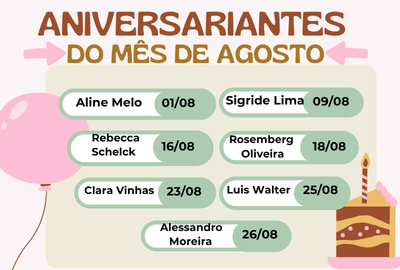 ANIVERSARIANTES
DO MÊS DE AGOSTO
Aline Melo 01/08
Sigride Lima 09/08
Rebecca
Schelck 16/08
Rosemberg
Oliveira 18/08
Clara Vinhas 23/08
Luis Walter 25/08
Alessandro
Moreira 26/08